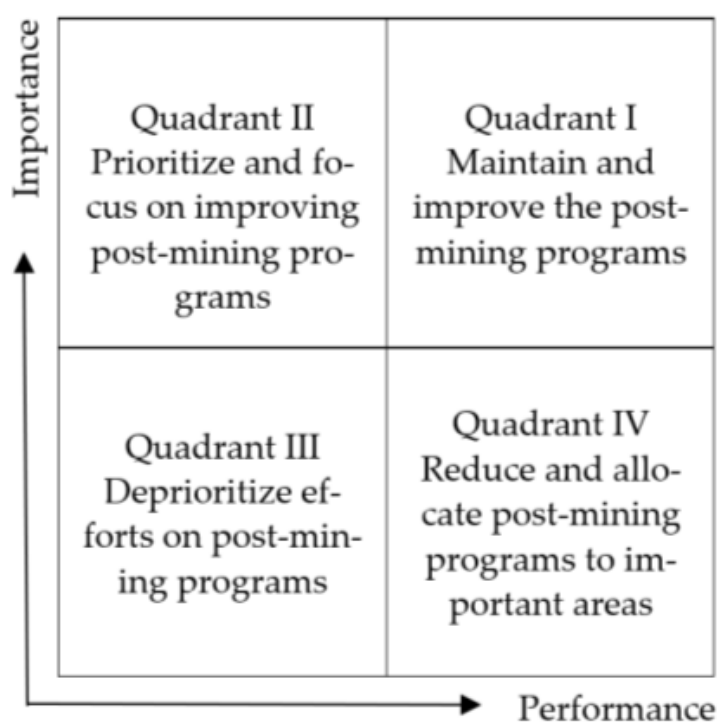 Importance
Quadrant II
Prioritize and fo-
cus on improving
post-mining pro-
grams
Quadrant I
Maintain and
improve the post-
mining programs
Quadrant III
Deprioritize ef-
forts on post-min-
ing programs
Quadrant IV
Reduce and allo-
cate post-mining
programs to im-
portant areas
Performance